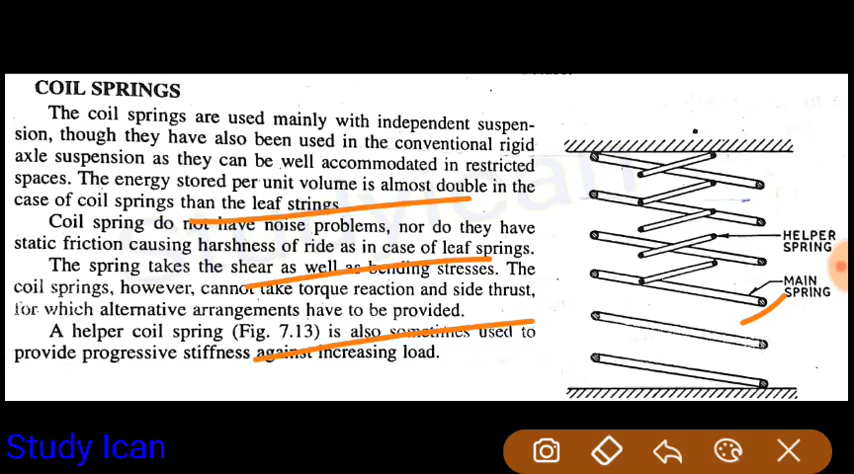 COIL SPRINGS
The coil springs are used mainly with independent suspen-
sion, though they have also been used in the conventional rigid
axle suspension as they can be well accommodated in restricted
spaces. The energy stored per unit volume is almost double in the
case of coil springs than the leaf strings
Coil spring do not have noise problems, nor do they have
static friction causing harshness of ride as in case of leaf springs.
The spring takes the shear as well as bending stresses. The
coil springs, however, cannot take torque reaction and side thrust,
for which alternative arrangements have to be provided.
A helper coil spring (Fig. 7.13) is also sometimes used to
provide progressive stiffness against increasing load.
HELPER
SPRING
MAIN
SPRING
Study Ican
Study Ican